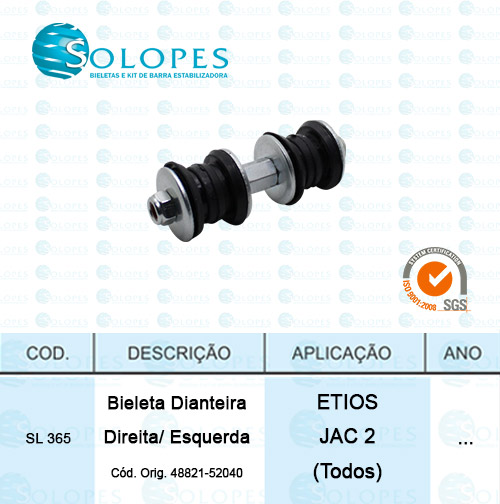 SOLOPES
BIELETAS E KIT DE BARRA ESTABILIZADORA
SYSTEM CERTIFICATION
ISO 9001:2008
SGS
COD. DESCRIÇÃO APLICAÇÃO ANO
SL 365
Bieleta Dianteira
Direita/ Esquerda
Cód. Orig. 48821-52040
ETIOS
JAC 2
(Todos)
...